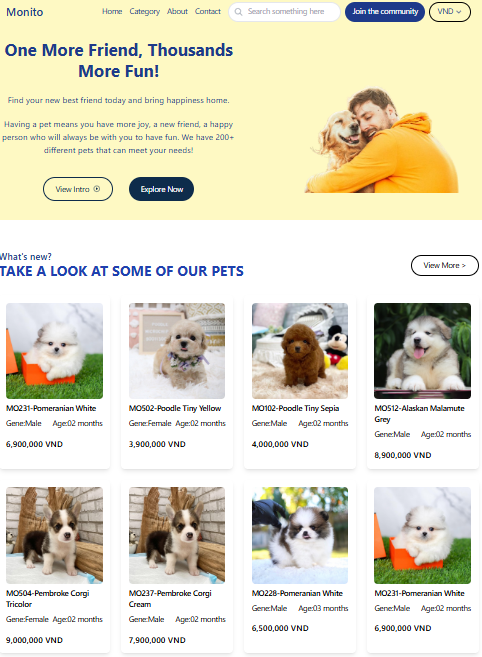 Monito
Home Category About Contact Search something here Join the community VND
One More Friend, Thousands
More Fun!
Find your new best friend today and bring happiness home.
Having a pet means you have more joy, a new friend, a happy
person who will always be with you to have fun. We have 200+
different pets that can meet your needs!
View Intro Explore Now
What's new?
TAKE A LOOK AT SOME OF OUR PETS
View More >
MO231-Pomeranian White
Gene:Male Age:02 months
6,900,000 VND
MO502-Poodle Tiny Yellow
Gene:Female Age:02 months
3,900,000 VND
MO102-Poodle Tiny Sepia
Gene:Male Age:02 months
4,000,000 VND
MO512-Alaskan Malamute
Grey
Gene:Male Age:02 months
8,900,000 VND
MO504-Pembroke Corgi
Tricolor
Gene:Female Age:02 months
9,000,000 VND
MO237-Pembroke Corgi
Cream
Gene:Male Age:02 months
7,900,000 VND
MO228-Pomeranian White
Gene:Male Age:03 months
6,500,000 VND
MO231-Pomeranian White
Gene:Male Age:02 months
6,900,000 VND